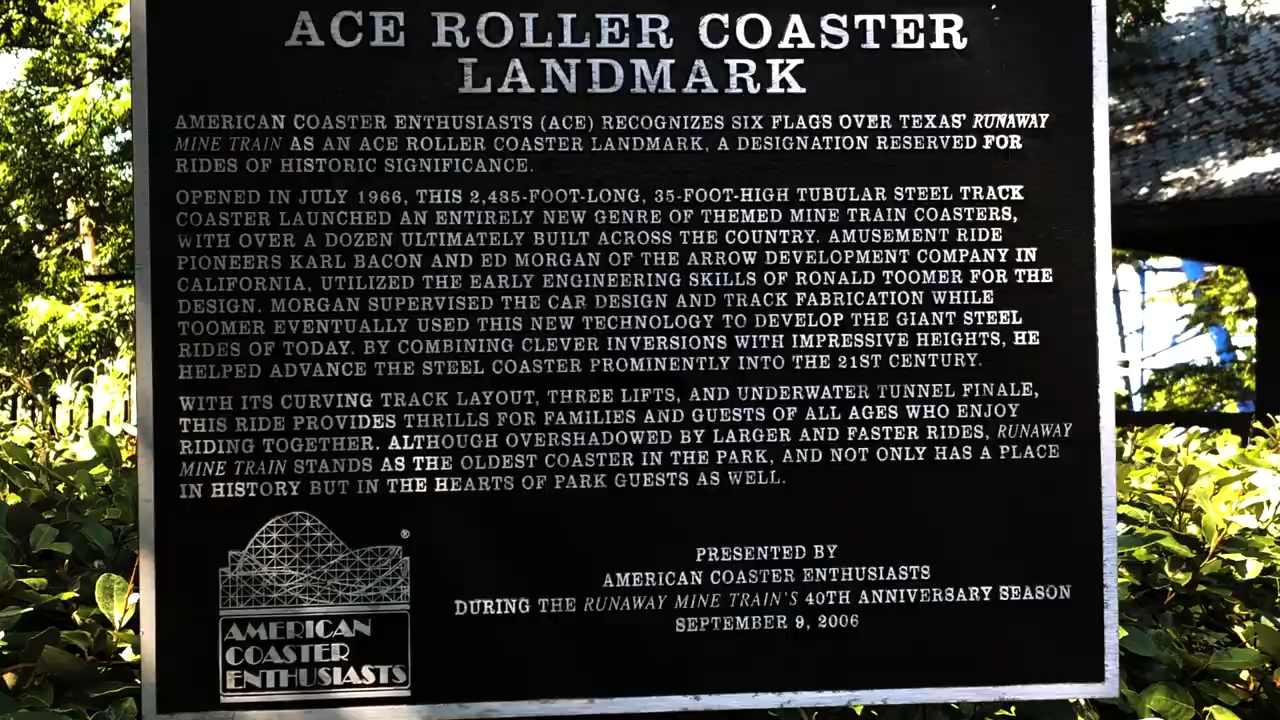 ACE ROLLER COASTER
LANDMARK
AMERICAN COASTER ENTHUSIASTS (ACE) RECOGNIZES SIX FLAGS OVER TEXAS' RUNAWAY
MINE TRAIN AS AN ACE ROLLER COASTER LANDMARK, A DESIGNATION RESERVED FOR
RIDES OF HISTORIC SIGNIFICANCE.
OPENED IN JULY 1966, THIS 2,485-FOOT-LONG, 35-FOOT-HIGH TUBULAR STEEL TRACK
COASTER LAUNCHED AN ENTIRELY NEW GENRE OF THEMED MINE TRAIN COASTERS,
WITH OVER A DOZEN ULTIMATELY BUILT ACROSS THE COUNTRY. AMUSEMENT RIDE
PIONEERS KARL BACON AND ED MORGAN OF THE ARROW DEVELOPMENT COMPANY IN
CALIFORNIA, UTILIZED THE EARLY ENGINEERING SKILLS OF RONALD TOOMER FOR THE
DESIGN. MORGAN SUPERVISED THE CAR DESIGN AND TRACK FABRICATION WHILE
TOOMER EVENTUALLY USED THIS NEW TECHNOLOGY TO DEVELOP THE GIANT STEEL
RIDES OF TODAY. BY COMBINING CLEVER INVERSIONS WITH IMPRESSIVE HEIGHTS, HE
HELPED ADVANCE THE STEEL COASTER PROMINENTLY INTO THE 21ST CENTURY.
WITH ITS CURVING TRACK LAYOUT, THREE LIFTS, AND UNDERWATER TUNNEL FINALE,
THIS RIDE PROVIDES THRILLS FOR FAMILIES AND GUESTS OF ALL AGES WHO ENJOY
RIDING TOGETHER. ALTHOUGH OVERSHADOWED BY LARGER AND FASTER RIDES, RUNAWAY
MINE TRAIN STANDS AS THE OLDEST COASTER IN THE PARK, AND NOT ONLY HAS A PLACE
IN HISTORY BUT IN THE HEARTS OF PARK GUESTS AS WELL.
®
AMERICAN
COASTER
ENTHUSIASTS
PRESENTED BY
AMERICAN COASTER ENTHUSIASTS
DURING THE RUNAWAY MINE TRAIN'S 40TH ANNIVERSARY SEASON
SEPTEMBER 9, 2006